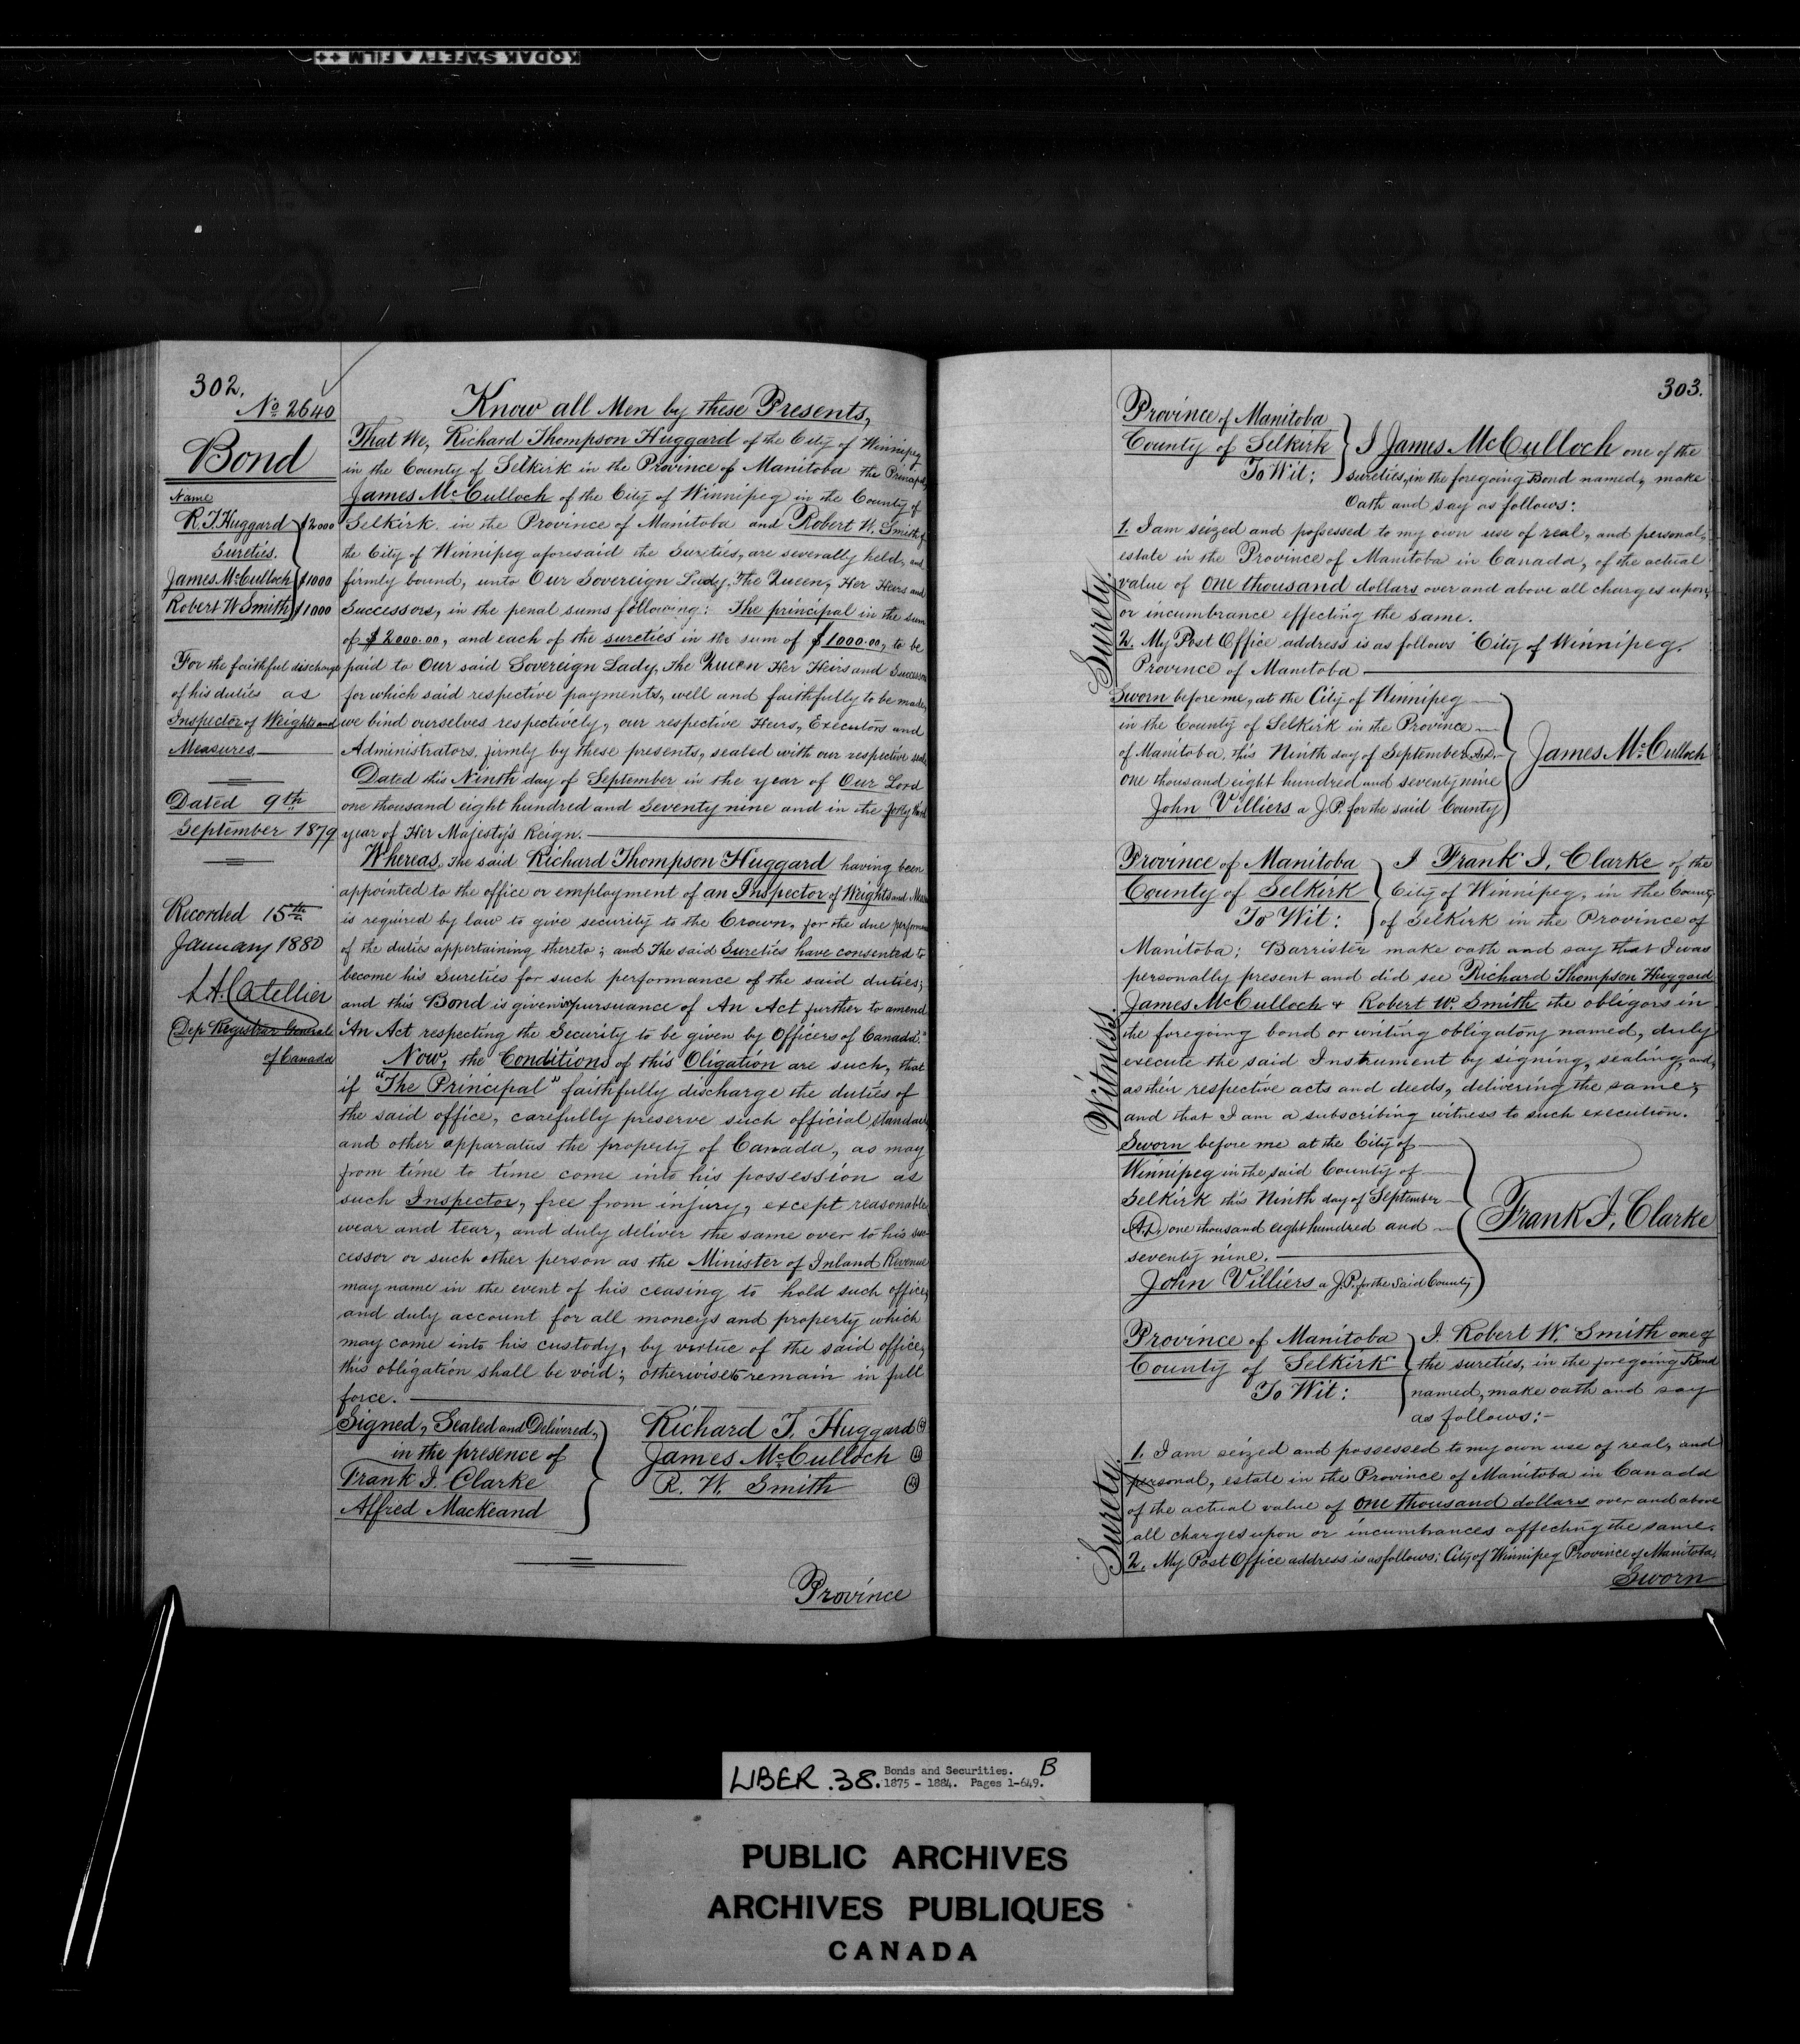 KODAK SAFETY FILM
302.
No 2640
Bond
Name
R. T Huggard $2000
Sureties.
James McCulloch $1000
Robert W Smith $1000
For the faithful discharge
of his duties as
Inspector of Weights and
Measures
Dated 9th
September 1879
Recorded 15th
January 1880
L A Catellier
Dep Registrar General
of Canada
Know all Men by these Presents,
That We, Richard Thompson Huggard of the City of Winnipeg
in the County of Selkirk in the Province of Manitoba the Principal,
James McCulloch of the City of Winnipeg in the County of
Selkirk in the Province of Manitoba and Robert W. Smith of
the City of Winnipeg aforesaid the Sureties, are severally held, and
firmly bound, unto Our Sovereign Lady The Queen, Her Heirs and
Successors, in the penal sums following: The principal in the sum
of $2000.00, and each of the sureties in the sum of $1000.00, to be
paid to Our said Sovereign Lady, the Queen Her Heirs and Successors
for which said respective payments, well and faithfully to be made,
we bind ourselves respectively, our respective Heirs, Executors and
Administrators, firmly by these presents, sealed with our respective seals
Dated this Ninth day of September in the year of Our Lord
one thousand eight hundred and Seventy nine and in the forty third
year of Her Majesty's Reign.
Whereas, the said Richard Thompson Huggard having been
appointed to the office or employment of an Inspector of Weights and Meas
is required by law to give security to the Crown, for the due performance
of the duties appertaining thereto; and The said Sureties have consented to
become his Sureties for such performance of the said duties;
and this Bond is given in pursuance of An Act further to amend
"An Act respecting the Security to be given by Officers of Canada."
Now, the Conditions of this Oligation are such, that
if "The Principal" faithfully discharge the duties of
the said office, carefully preserve such official standard
and other apparatus the property of Canada, as may
from time to time come into his possession as
such Inspector, free from injury, except reasonable
wear and tear, and duly deliver the same over to his suc-
cessor or such other person as the Minister of Inland Revenue
may name in the event of his ceasing to hold such office,
and duly account for all moneys and property which
may come into his custody, by virtue of the said office,
this obligation shall be void; otherwise to remain in full
force.
Signed, Sealed and Delivered,
in the presence of
Frank I. Clarke
Alfred MacKeand
Richard T. Huggard
James McCulloch
R. W. Smith
Province
303.
Province of Manitoba
County of Selkirk
To Wit:
I James McCulloch one of the
sureties, in the foregoing Bond named, make
Oath and say as follows:
Surety.
1. I am seized and possessed to my own use of real, and personal,
estate in the Province of Manitoba in Canada, of the actual
value of one thousand dollars over and above all charges upon,
or incumbrance effecting the same.
2. My Post Office address is as follows City of Winnipeg.
Province of Manitoba
Sworn before me, at the City of Winnipeg
in the County of Selkirk in the Province
of Manitoba, this Ninth day of September A.D.
one thousand eight hundred and seventy nine
John Villiers a J.P. for the said County
James McCulloch
Province of Manitoba
County of Selkirk
To Wit:
I Frank I. Clarke of the
City of Winnipeg, in the County
of Selkirk in the Province of
Witness.
Manitoba; Barrister make oath and say that I was
personally present and did see Richard Thompson Huggard
James McCulloch & Robert W. Smith the obligors in
the foregoing bond or writing obligatory named, duly
execute the said Instrument by signing, sealing, and,
as their respective acts and deeds, delivering the same,
and that I am a subscribing witness to such execution.
Sworn before me at the City of
Winnipeg in the said County of
Selkirk this Ninth day of September
A.D. one thousand eight hundred and
seventy nine.
John Villiers a J.P. for the Said County
Frank I. Clarke
Province of Manitoba
County of Selkirk
To Wit:
I. Robert W. Smith one of
the sureties, in the foregoing Bond
named, make oath and say
as follows:-
Surety.
1. I am seized and possessed to my own use of real, and
personal, estate in the Province of Manitoba in Canada
of the actual value of one thousand dollars over and above
all charges upon or incumbrances affecting the same.
2. My Post Office address is as follows: City of Winnipeg Province of Manitoba,
Sworn
LIBER. 38. Bonds and Securities. B
1875 - 1884. Pages 1-649.
PUBLIC ARCHIVES
ARCHIVES PUBLIQUES
CANADA